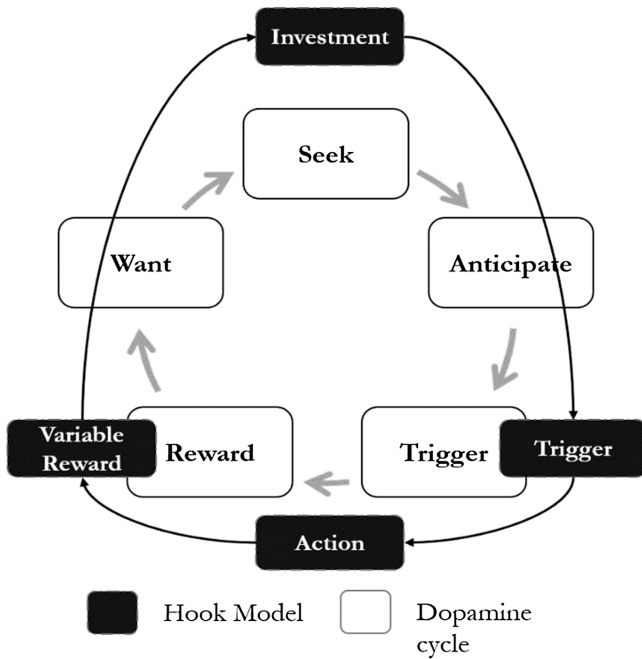 Investment
Seek
Want
Anticipate
Variable
Reward
Reward
Trigger
Trigger
Action
Hook Model
Dopamine
cycle